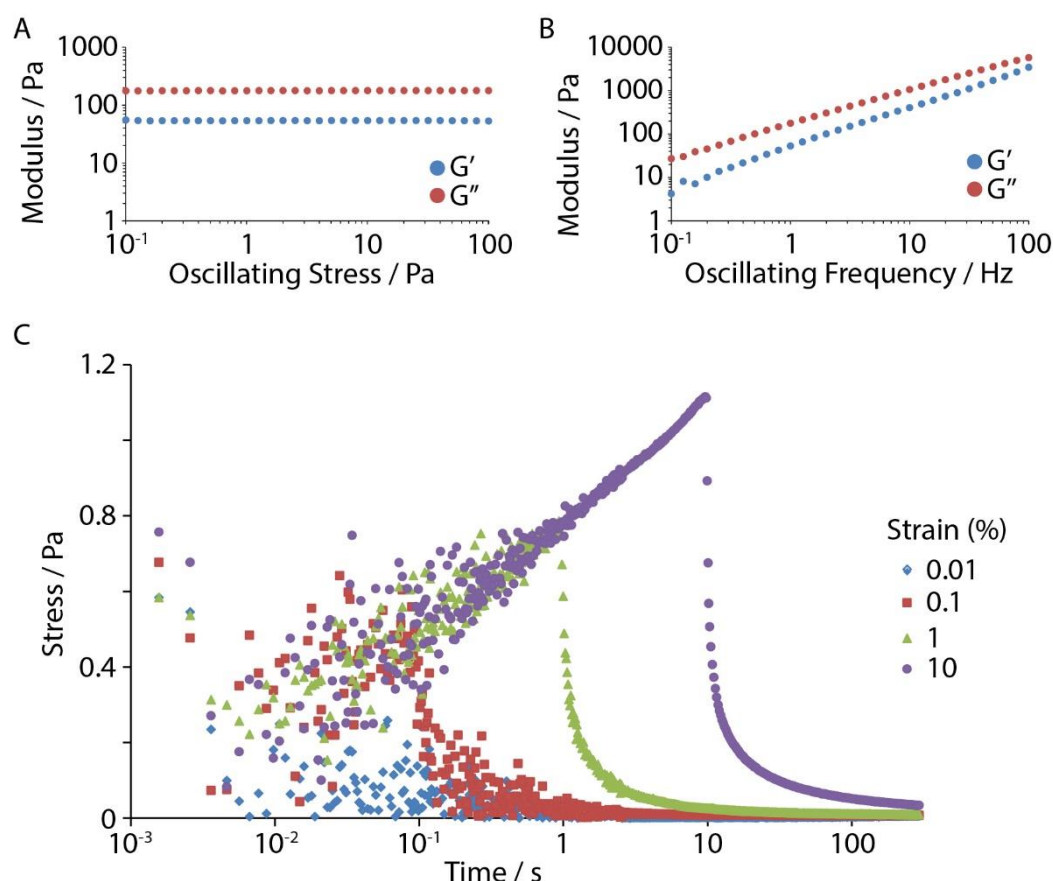 A
1000
100
10
1
Modulus / Pa
G′
G″
10-1
1
10
100
Oscillating Stress / Pa
B
10000
1000
100
10
1
Modulus / Pa
G′
G″
10-1
1
10
100
Oscillating Frequency / Hz
C
1.2
0.8
0.4
0
Stress / Pa
Strain (%)
0.01
0.1
1
10
10-3
10-2
10-1
1
10
100
Time / s